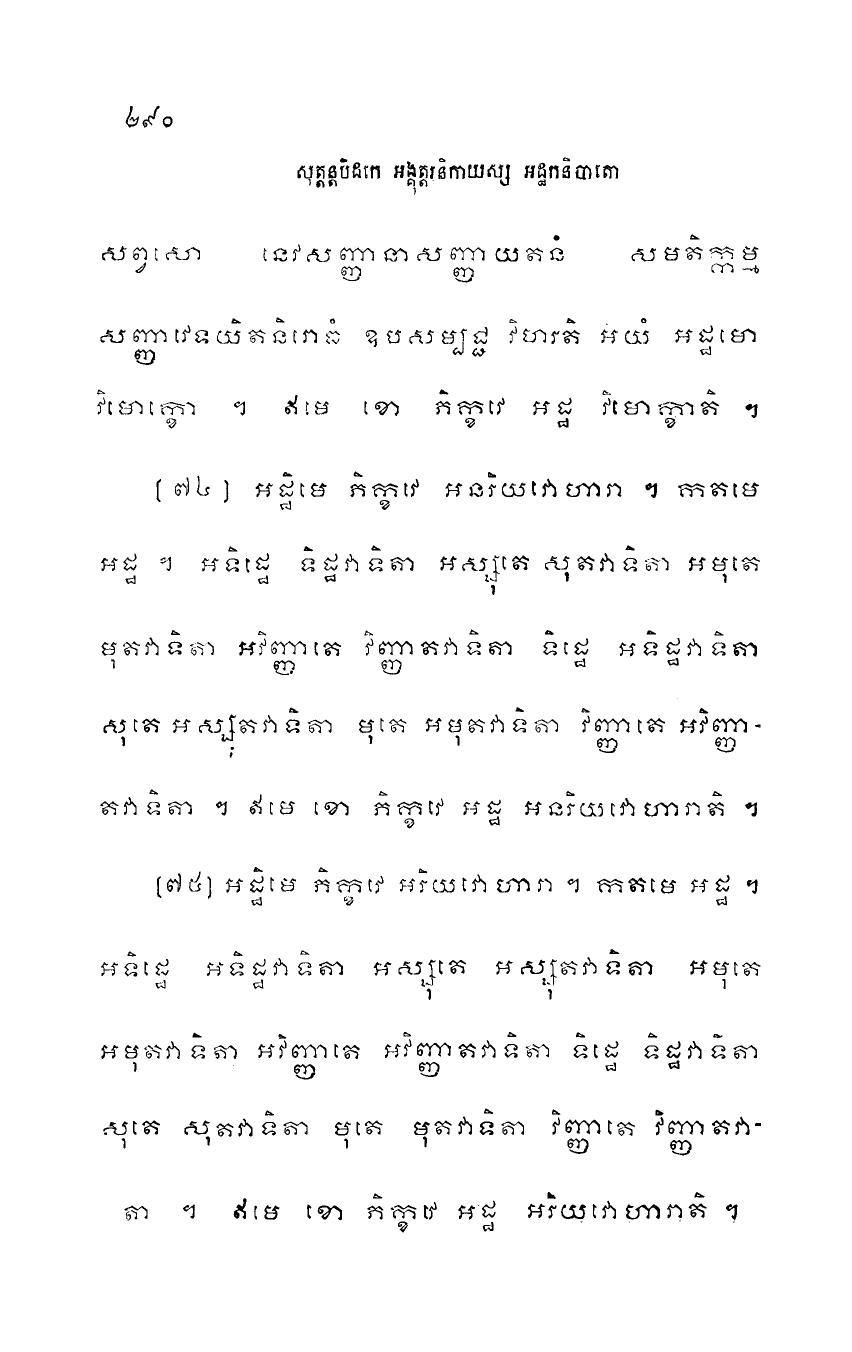 ២៩០
សុត្តន្តបិដកេ អង្គុត្តរនិកាយស្ស អដ្ឋកនិបាតោ
សព្វសោ នេវសញ្ញានាសញ្ញាយតនំ សមតិក្កម្ម
សញ្ញាវេទយិតនិរោធំ ឧបសម្បជ្ជ វិហរតិ អយំ អដ្ឋមោ
វិមោក្ខោ ។ ឥមេ ខោ ភិក្ខវេ អដ្ឋ វិមោក្ខាតិ ។
[៧៤] អដ្ឋិមេ ភិក្ខវេ អនរិយវោហារា ។ កតមេ
អដ្ឋ ។ អទិដ្ឋេ ទិដ្ឋវាទិតា អស្សុតេ សុតវាទិតា អមុតេ
មុតវាទិតា អវិញ្ញាតេ វិញ្ញាតវាទិតា ទិដ្ឋេ អទិដ្ឋវាទិតា
សុតេ អស្សុតវាទិតា មុតេ អមុតវាទិតា វិញ្ញាតេ អវិញ្ញា-
តវាទិតា ។ ឥមេ ខោ ភិក្ខវេ អដ្ឋ អនរិយវោហារាតិ ។
[៧៥] អដ្ឋិមេ ភិក្ខវេ អរិយវោហារា ។ កតមេ អដ្ឋ ។
អទិដ្ឋេ អទិដ្ឋវាទិតា អស្សុតេ អស្សុតវាទិតា អមុតេ
អមុតវាទិតា អវិញ្ញាតេ អវិញ្ញាតវាទិតា ទិដ្ឋេ ទិដ្ឋវាទិតា
សុតេ សុតវាទិតា មុតេ មុតវាទិតា វិញ្ញាតេ វិញ្ញាតវា-
តា ។ ឥមេ ខោ ភិក្ខវេ អដ្ឋ អរិយវោហារាតិ ។